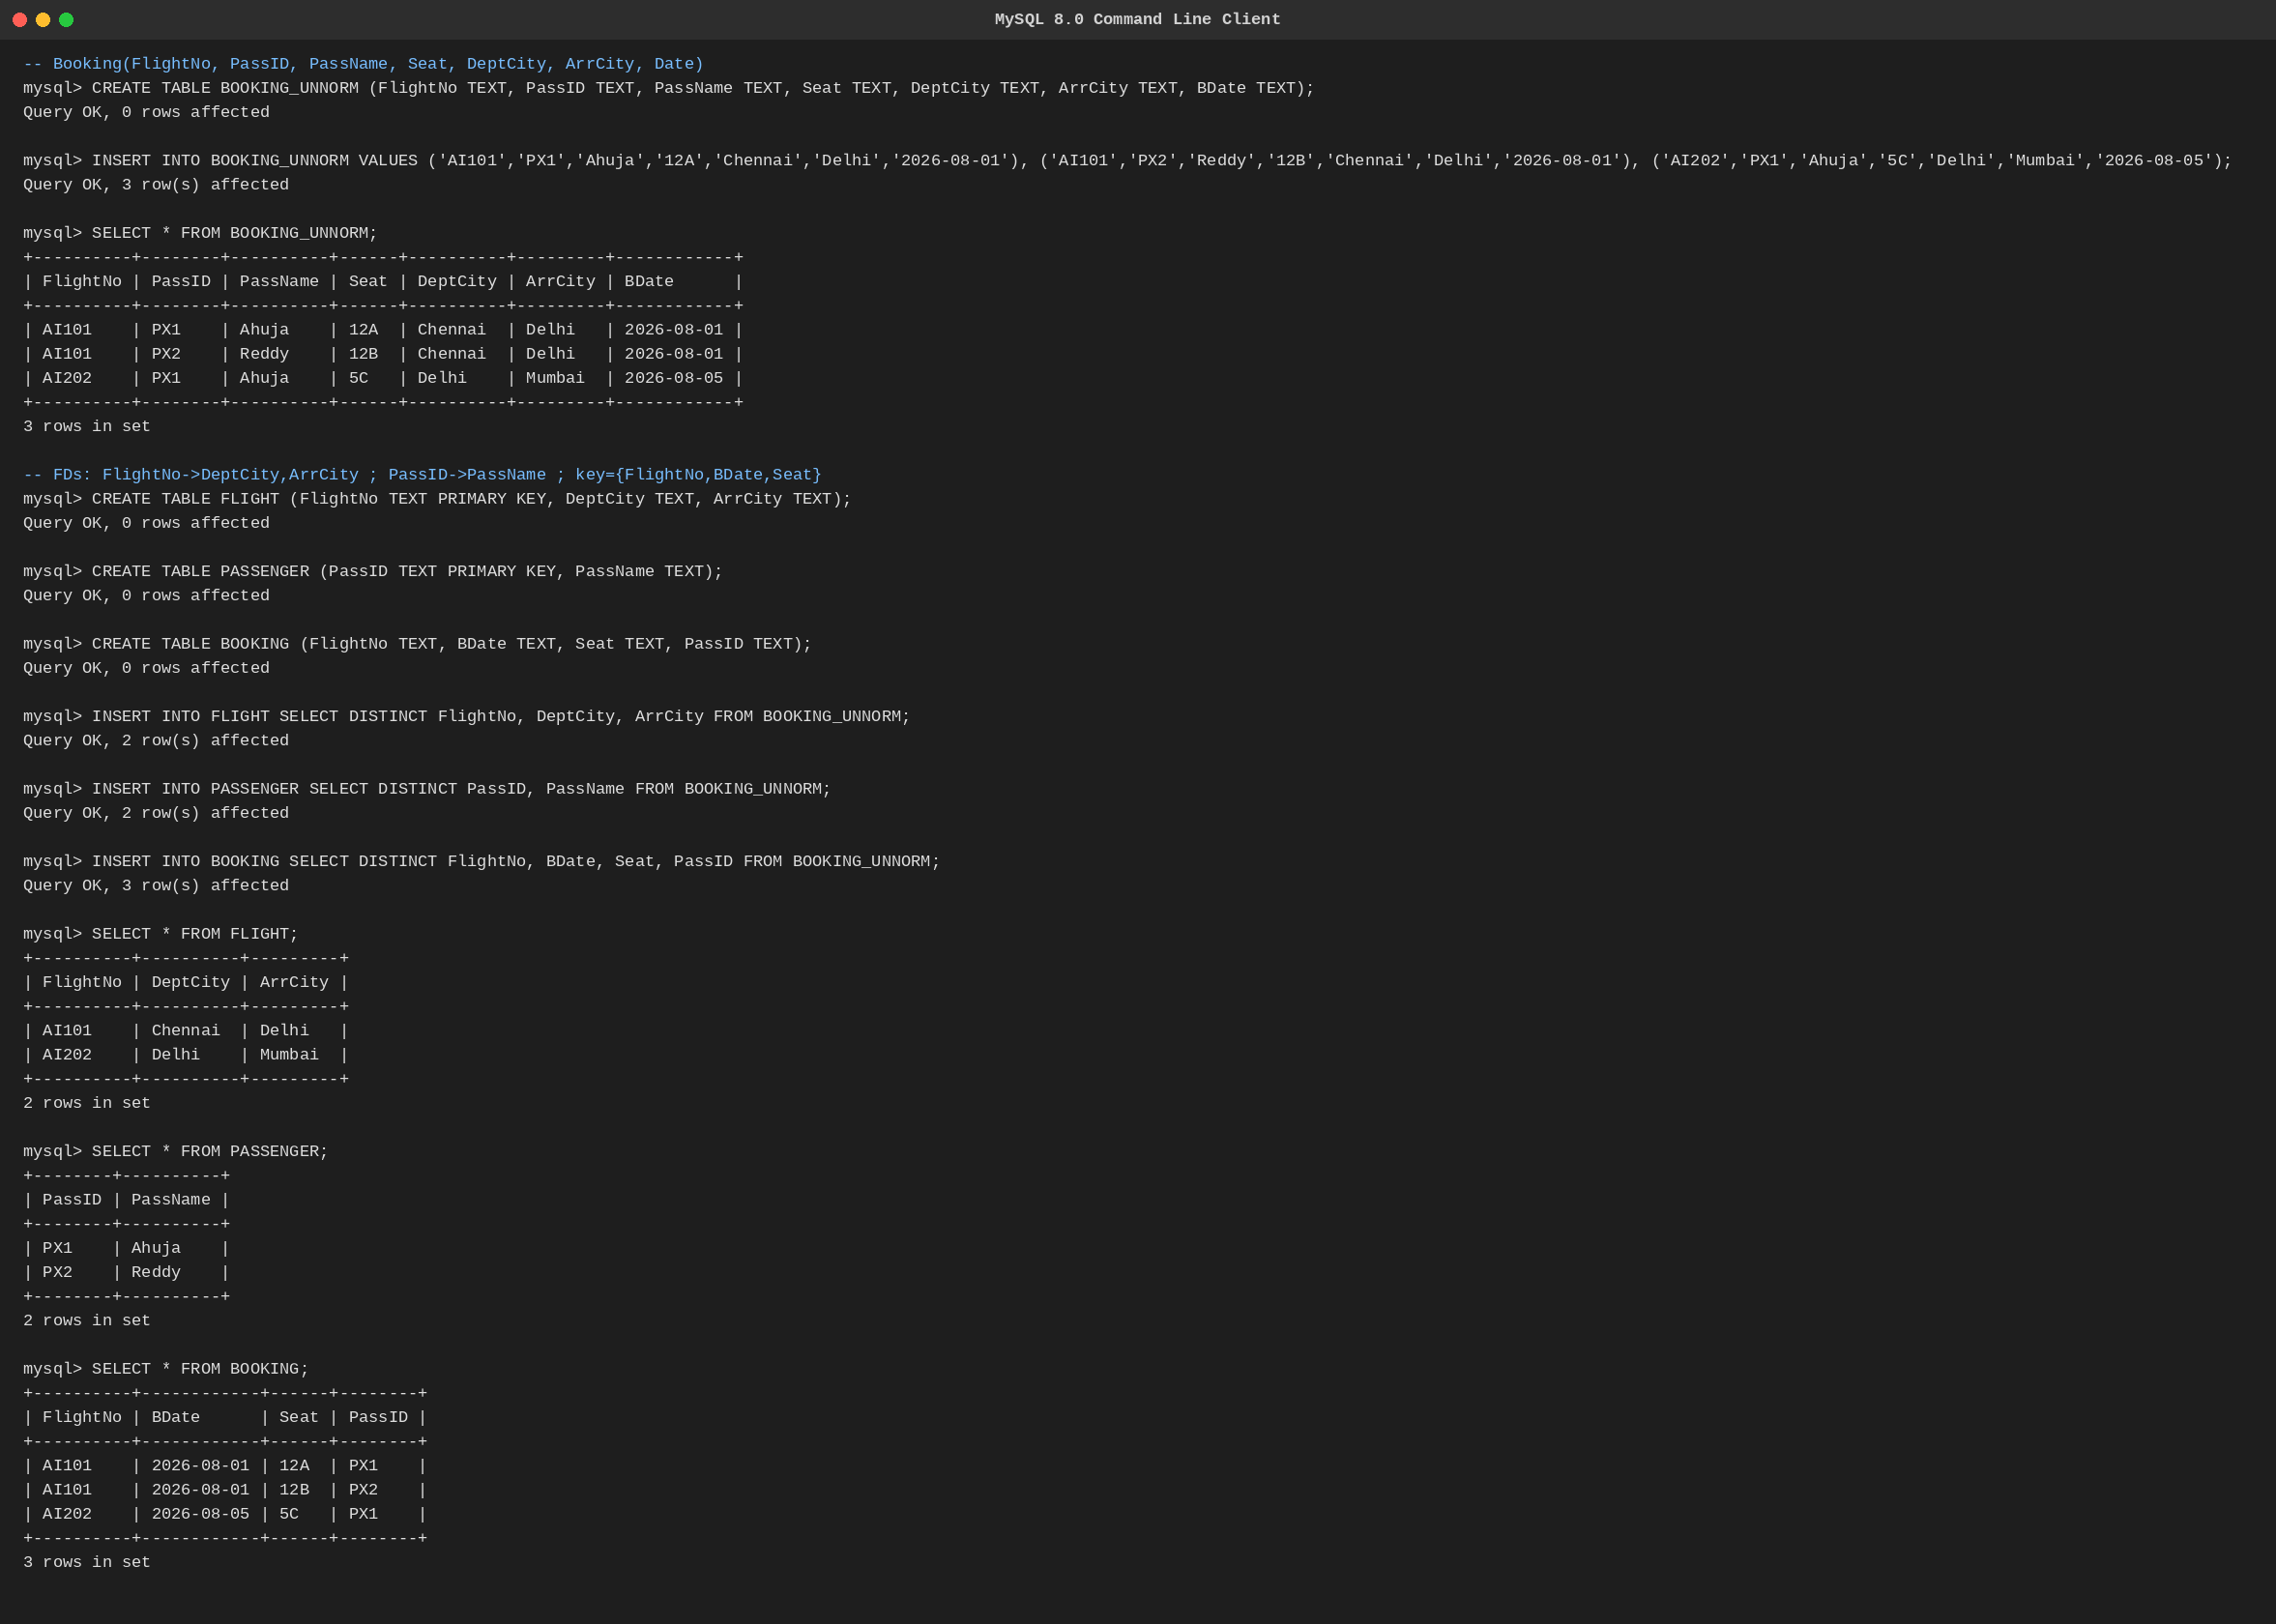 MySQL 8.0 Command Line Client
-- Booking(FlightNo, PassID, PassName, Seat, DeptCity, ArrCity, Date)
mysql> CREATE TABLE BOOKING_UNNORM (FlightNo TEXT, PassID TEXT, PassName TEXT, Seat TEXT, DeptCity TEXT, ArrCity TEXT, BDate TEXT);
Query OK, 0 rows affected
mysql> INSERT INTO BOOKING_UNNORM VALUES ('AI101','PX1','Ahuja','12A','Chennai','Delhi','2026-08-01'), ('AI101','PX2','Reddy','12B','Chennai','Delhi','2026-08-01'), ('AI202','PX1','Ahuja','5C','Delhi','Mumbai','2026-08-05');
Query OK, 3 row(s) affected
mysql> SELECT * FROM BOOKING_UNNORM;
+----------+--------+----------+------+----------+---------+------------+
| FlightNo | PassID | PassName | Seat | DeptCity | ArrCity | BDate      |
+----------+--------+----------+------+----------+---------+------------+
| AI101    | PX1    | Ahuja    | 12A  | Chennai  | Delhi   | 2026-08-01 |
| AI101    | PX2    | Reddy    | 12B  | Chennai  | Delhi   | 2026-08-01 |
| AI202    | PX1    | Ahuja    | 5C   | Delhi    | Mumbai  | 2026-08-05 |
+----------+--------+----------+------+----------+---------+------------+
3 rows in set
-- FDs: FlightNo->DeptCity,ArrCity ; PassID->PassName ; key={FlightNo,BDate,Seat}
mysql> CREATE TABLE FLIGHT (FlightNo TEXT PRIMARY KEY, DeptCity TEXT, ArrCity TEXT);
Query OK, 0 rows affected
mysql> CREATE TABLE PASSENGER (PassID TEXT PRIMARY KEY, PassName TEXT);
Query OK, 0 rows affected
mysql> CREATE TABLE BOOKING (FlightNo TEXT, BDate TEXT, Seat TEXT, PassID TEXT);
Query OK, 0 rows affected
mysql> INSERT INTO FLIGHT SELECT DISTINCT FlightNo, DeptCity, ArrCity FROM BOOKING_UNNORM;
Query OK, 2 row(s) affected
mysql> INSERT INTO PASSENGER SELECT DISTINCT PassID, PassName FROM BOOKING_UNNORM;
Query OK, 2 row(s) affected
mysql> INSERT INTO BOOKING SELECT DISTINCT FlightNo, BDate, Seat, PassID FROM BOOKING_UNNORM;
Query OK, 3 row(s) affected
mysql> SELECT * FROM FLIGHT;
+----------+----------+---------+
| FlightNo | DeptCity | ArrCity |
+----------+----------+---------+
| AI101    | Chennai  | Delhi   |
| AI202    | Delhi    | Mumbai  |
+----------+----------+---------+
2 rows in set
mysql> SELECT * FROM PASSENGER;
+--------+----------+
| PassID | PassName |
+--------+----------+
| PX1    | Ahuja    |
| PX2    | Reddy    |
+--------+----------+
2 rows in set
mysql> SELECT * FROM BOOKING;
+----------+------------+------+--------+
| FlightNo | BDate      | Seat | PassID |
+----------+------------+------+--------+
| AI101    | 2026-08-01 | 12A  | PX1    |
| AI101    | 2026-08-01 | 12B  | PX2    |
| AI202    | 2026-08-05 | 5C   | PX1    |
+----------+------------+------+--------+
3 rows in set